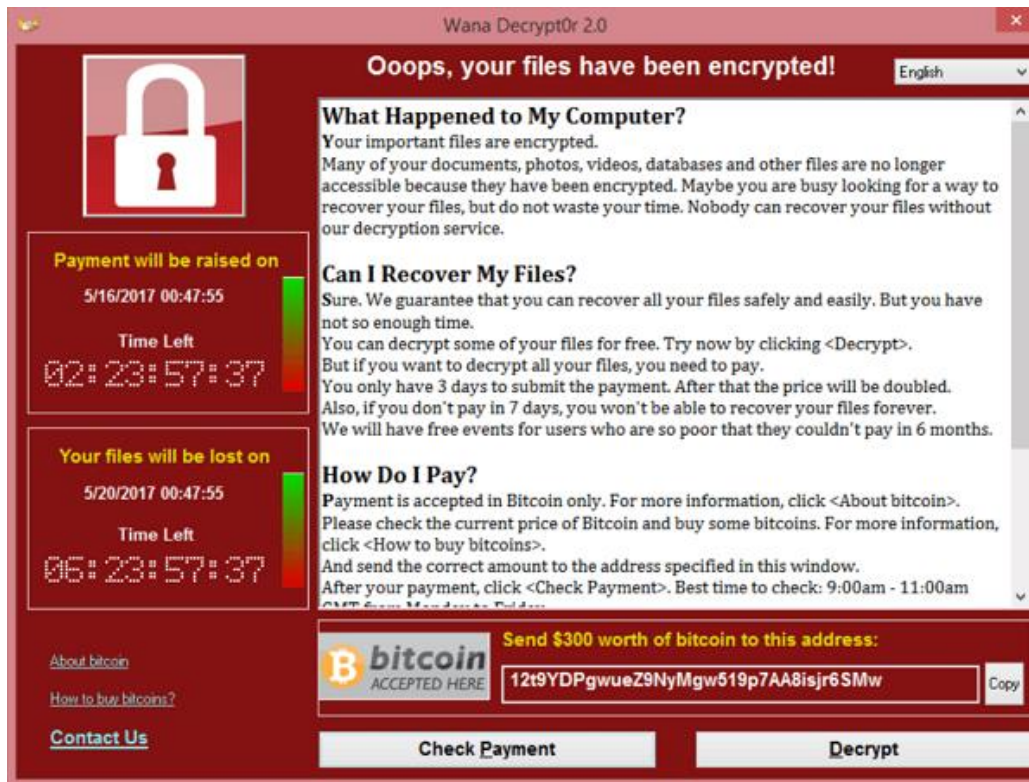 Wana Decrypt0r 2.0
Ooops, your files have been encrypted!
English
What Happened to My Computer?
Your important files are encrypted.
Many of your documents, photos, videos, databases and other files are no longer
accessible because they have been encrypted. Maybe you are busy looking for a way to
recover your files, but do not waste your time. Nobody can recover your files without
our decryption service.
Can I Recover My Files?
Sure. We guarantee that you can recover all your files safely and easily. But you have
not so enough time.
You can decrypt some of your files for free. Try now by clicking <Decrypt>.
But if you want to decrypt all your files, you need to pay.
You only have 3 days to submit the payment. After that the price will be doubled.
Also, if you don't pay in 7 days, you won't be able to recover your files forever.
We will have free events for users who are so poor that they couldn't pay in 6 months.
How Do I Pay?
Payment is accepted in Bitcoin only. For more information, click <About bitcoin>.
Please check the current price of Bitcoin and buy some bitcoins. For more information,
click <How to buy bitcoins>.
And send the correct amount to the address specified in this window.
After your payment, click <Check Payment>. Best time to check: 9:00am - 11:00am
GMT from Monday to Friday.
Payment will be raised on
5/16/2017 00:47:55
Time Left
02:23:57:37
Your files will be lost on
5/20/2017 00:47:55
Time Left
06:23:57:37
About bitcoin
How to buy bitcoins?
Contact Us
bitcoin
ACCEPTED HERE
Send $300 worth of bitcoin to this address:
12t9YDPgwueZ9NyMgw519p7AA8isjr6SMw
Copy
Check Payment
Decrypt